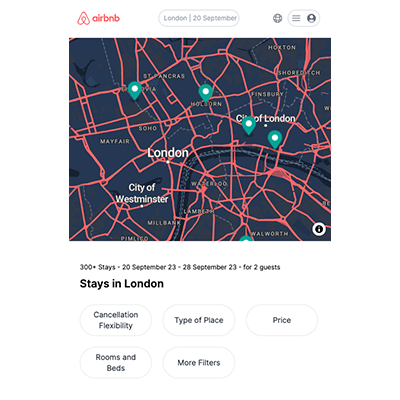 airbnb
London | 20 September
HOXTON
ST PANCRAS
SHOREDITCH
FINSBURY
HOLBORN
City of London
SOHO
MAYFAIR
London
City of
Westminster
WATERLOO
LAMBETH
MILLBANK
PIMLICO
WALWORTH
300+ Stays - 20 September 23 - 28 September 23 - for 2 guests
Stays in London
Cancellation
Flexibility
Type of Place
Price
Rooms and
Beds
More Filters